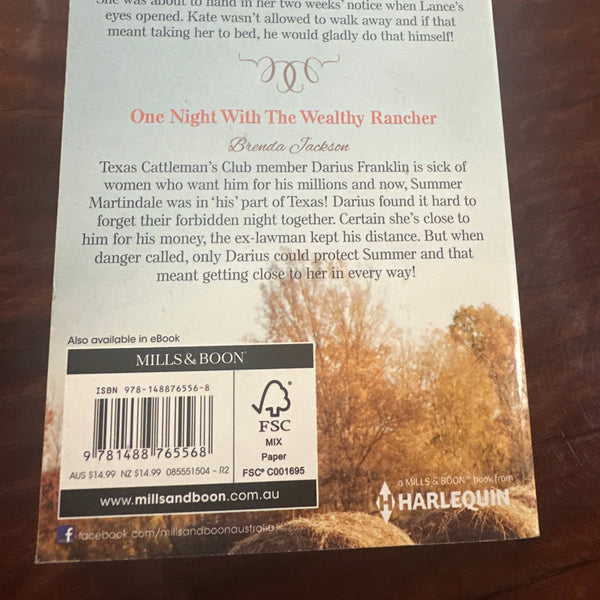 She was about to hand in her two weeks' notice when Lance's
eyes opened. Kate wasn't allowed to walk away and if that
meant taking her to bed, he would gladly do that himself!
One Night With The Wealthy Rancher
Brenda Jackson
Texas Cattleman's Club member Darius Franklin is sick of
women who want him for his millions and now, Summer
Martindale was in 'his' part of Texas! Darius found it hard to
forget their forbidden night together. Certain she's close to
him for his money, the ex-lawman kept his distance. But when
danger called, only Darius could protect Summer and that
meant getting close to her in every way!
Also available in eBook
MILLS & BOON®
ISBN 978-148876556-8
9 781488 765568
AUS $14.99 NZ $14.99 085551504 – R2
FSC
MIX
Paper
FSC® C001695
www.millsandboon.com.au
f facebook.com/millsandboonaustralia
a MILLS & BOON™ book from
H HARLEQUIN®